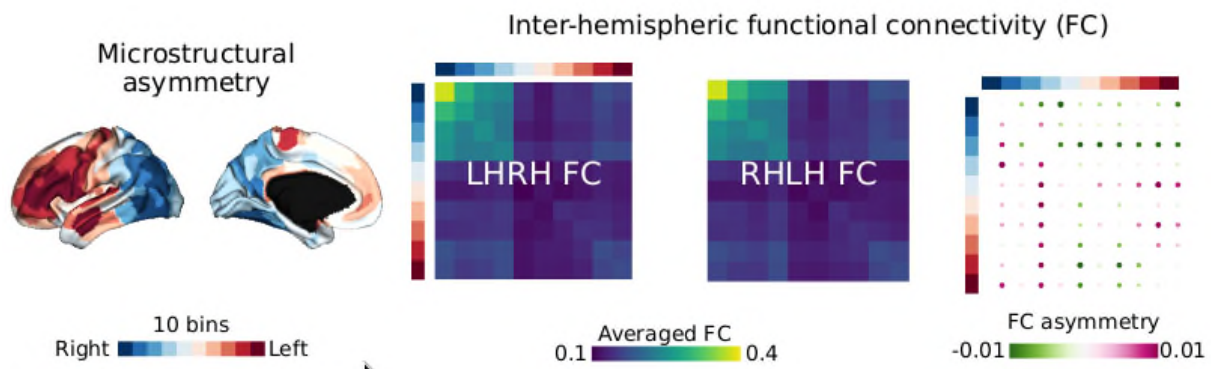 Inter-hemispheric functional connectivity (FC)
Microstructural
asymmetry
LHRH FC
RHLH FC
10 bins
Right
Left
Averaged FC
0.1
0.4
FC asymmetry
-0.01
0.01